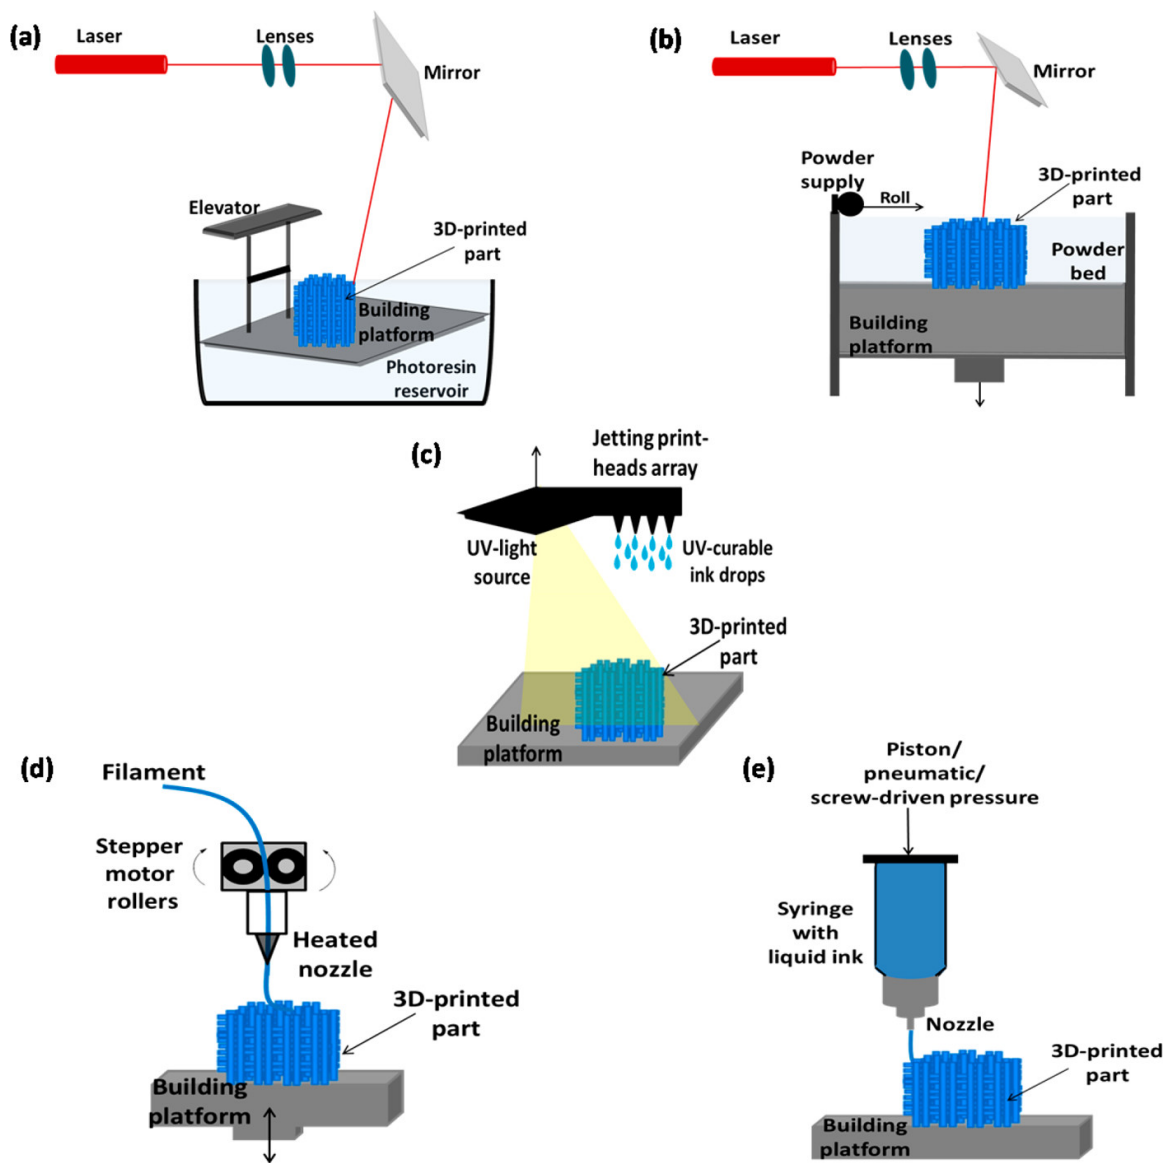 (a)
Laser
Lenses
Mirror
Elevator
3D-printed
part
Building
platform
Photoresin
reservoir
(b)
Laser
Lenses
Mirror
Powder
supply
Roll
3D-printed
part
Powder
bed
Building
platform
(c)
Jetting print-
heads array
UV-light
source
UV-curable
ink drops
3D-printed
part
Building
platform
(d)
Filament
Stepper
motor
rollers
Heated
nozzle
3D-printed
part
Building
platform
(e)
Piston/
pneumatic/
screw-driven pressure
Syringe
with
liquid ink
Nozzle
3D-printed
part
Building
platform